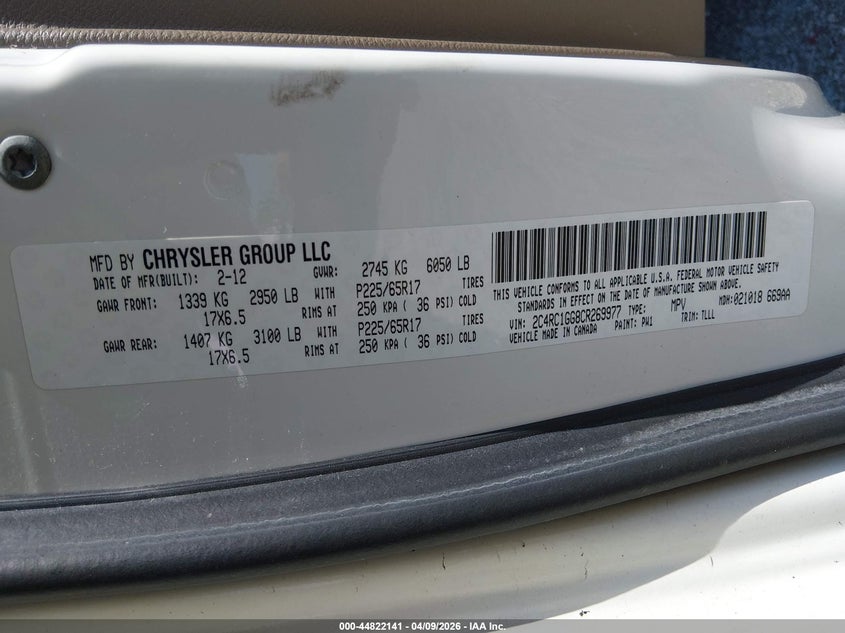 MFD BY CHRYSLER GROUP LLC
DATE OF MFR(BUILT): 2-12 GVWR: 2745 KG 6050 LB
GAWR FRONT: 1339 KG 2950 LB WITH P225/65R17 TIRES
17X6.5 RIMS AT 250 KPA ( 36 PSI) COLD
GAWR REAR: 1407 KG 3100 LB WITH P225/65R17 TIRES
17X6.5 RIMS AT 250 KPA ( 36 PSI) COLD
THIS VEHICLE CONFORMS TO ALL APPLICABLE U.S.A. FEDERAL MOTOR VEHICLE SAFETY
STANDARDS IN EFFECT ON THE DATE OF MANUFACTURE SHOWN ABOVE.
VIN: 2C4RC1GG8CR269977 TYPE: MPV MDH: 021018 669AA
VEHICLE MADE IN CANADA PAINT: PW1 TRIM: TLLL
000-44822141 - 04/09/2026 - IAA Inc.